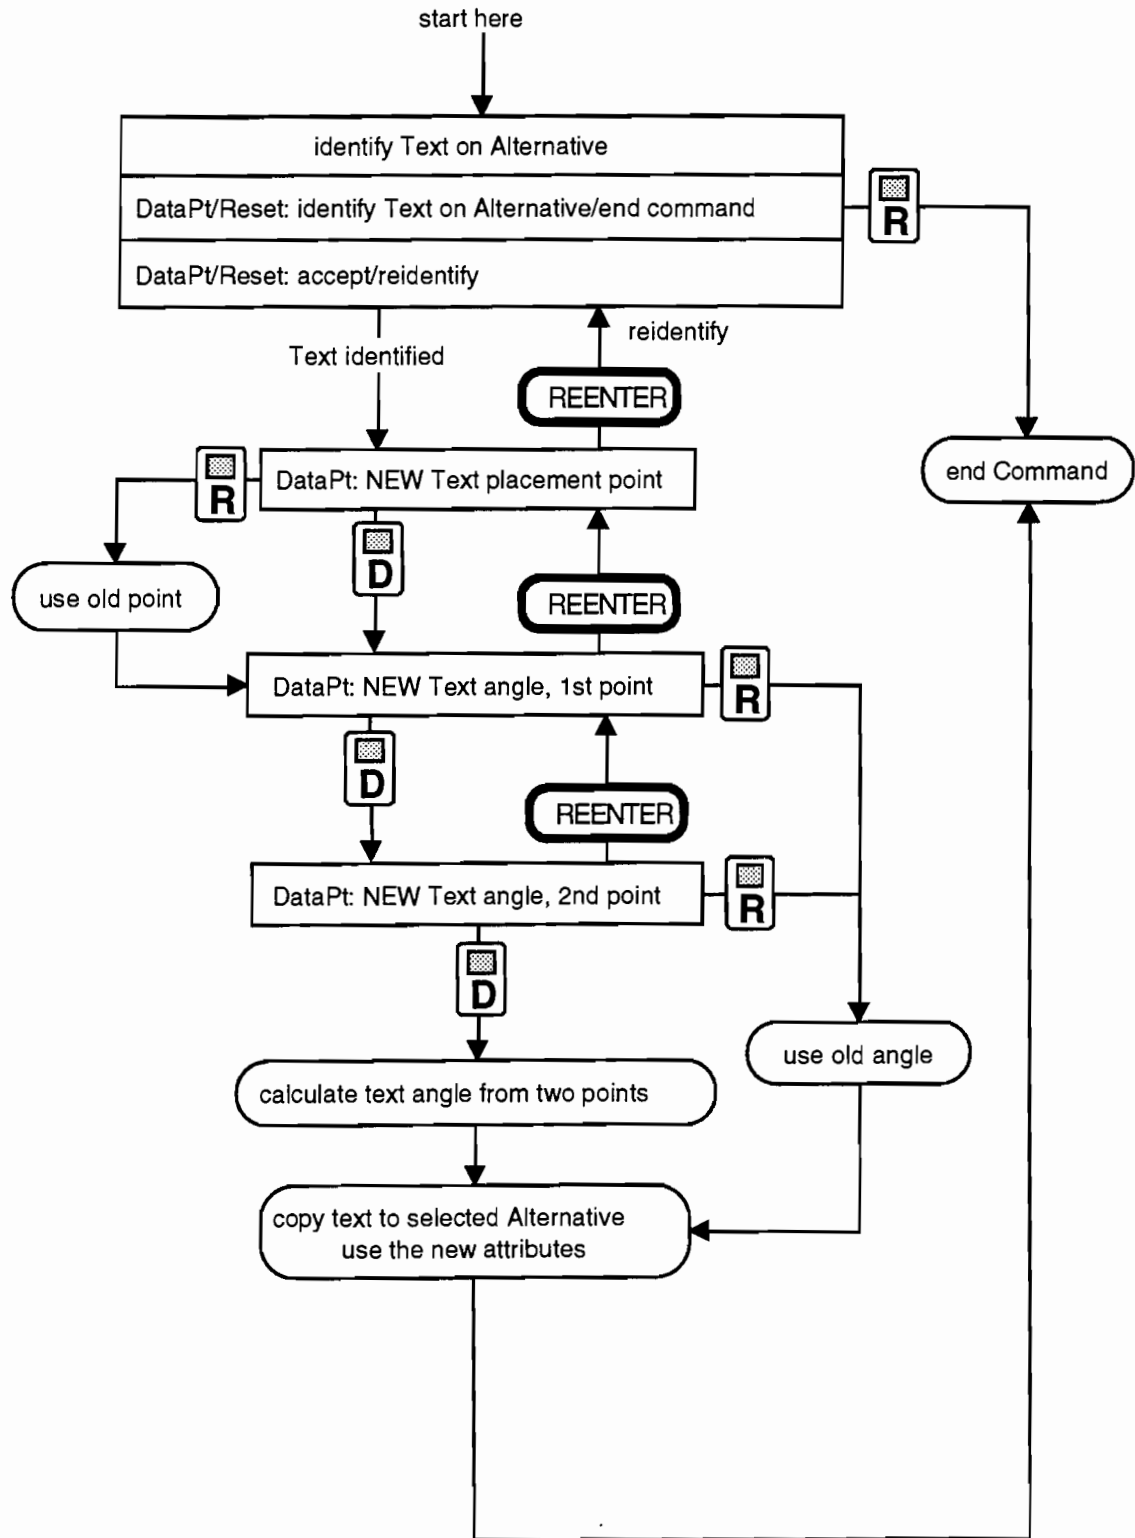 start here
identify Text on Alternative
DataPt/Reset: identify Text on Alternative/end command
R
DataPt/Reset: accept/reidentify
Text identified
reidentify
REENTER
R
DataPt: NEW Text placement point
end Command
D
use old point
REENTER
DataPt: NEW Text angle, 1st point
R
D
REENTER
DataPt: NEW Text angle, 2nd point
R
D
use old angle
calculate text angle from two points
copy text to selected Alternative
use the new attributes